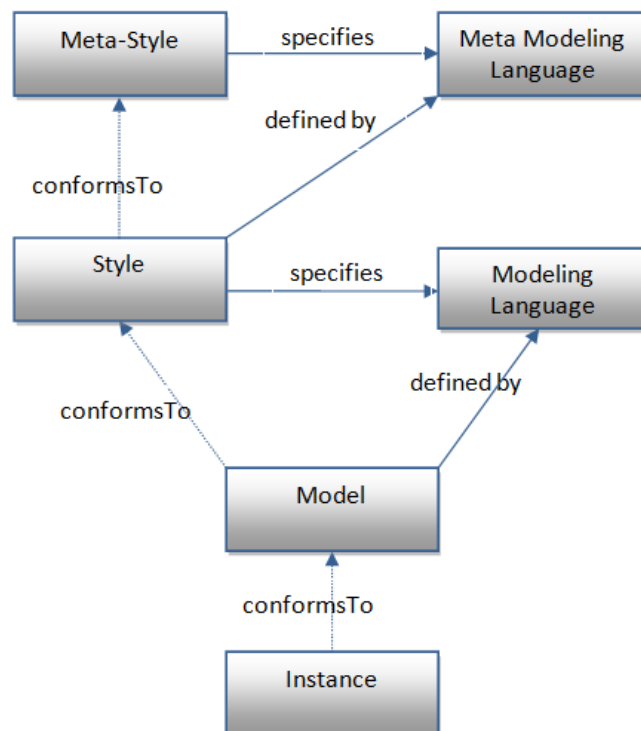 Meta-Style
specifies
Meta Modeling
Language
defined by
conformsTo
Style
specifies
Modeling
Language
defined by
conformsTo
Model
conformsTo
Instance